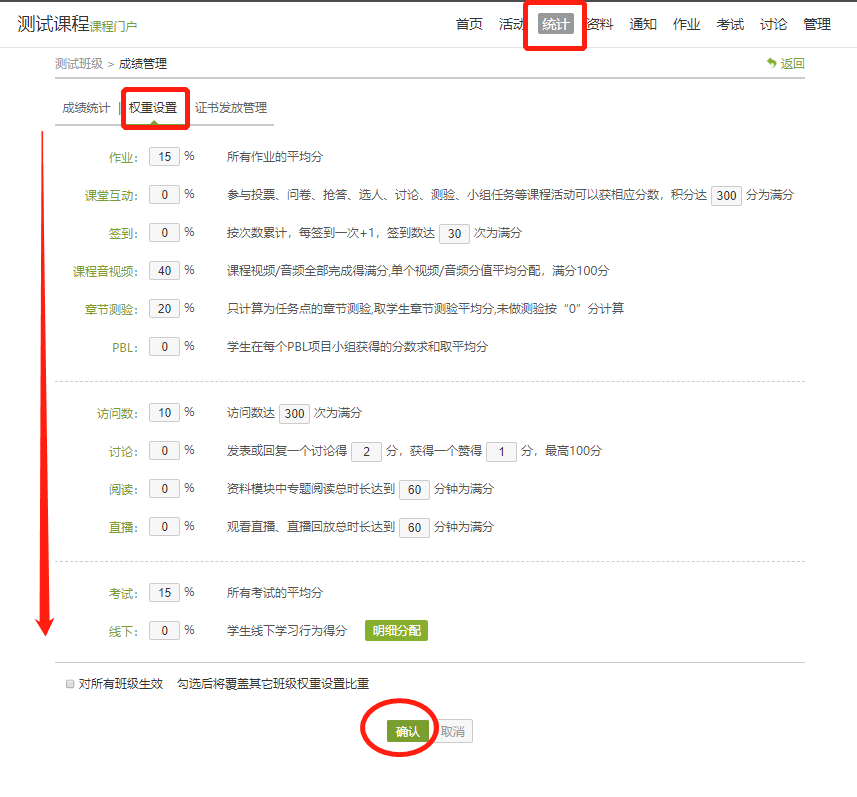 测试课程课程门户 首页 活动 统计 资料 通知 作业 考试 讨论 管理
测试班级 > 成绩管理 返回
成绩统计 | 权重设置 证书发放管理
作业: 15 % 所有作业的平均分
课堂互动: 0 % 参与投票、问卷、抢答、选人、讨论、测验、小组任务等课程活动可以获相应分数，积分达 300 分为满分
签到: 0 % 按次数累计，每签到一次+1，签到数达 30 次为满分
课程音视频: 40 % 课程视频/音频全部完成得满分,单个视频/音频分值平均分配，满分100分
章节测验: 20 % 只计算为任务点的章节测验,取学生章节测验平均分,未做测验按“0”分计算
PBL: 0 % 学生在每个PBL项目小组获得的分数求和取平均分
访问数: 10 % 访问数达 300 次为满分
讨论: 0 % 发表或回复一个讨论得 2 分，获得一个赞得 1 分，最高100分
阅读: 0 % 资料模块中专题阅读总时长达到 60 分钟为满分
直播: 0 % 观看直播、直播回放总时长达到 60 分钟为满分
考试: 15 % 所有考试的平均分
线下: 0 % 学生线下学习行为得分 明细分配
对所有班级生效 勾选后将覆盖其它班级权重设置比重
确认 取消